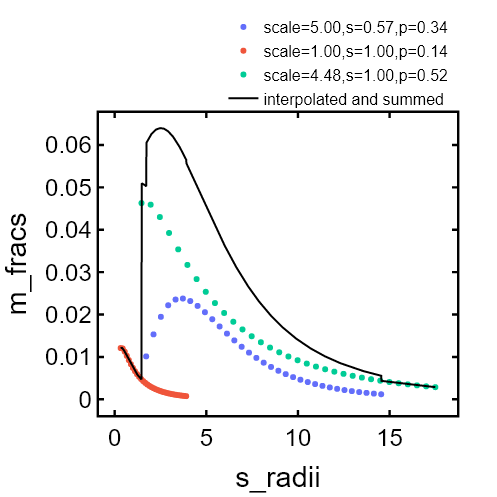 scale=5.00,s=0.57,p=0.34
scale=1.00,s=1.00,p=0.14
scale=4.48,s=1.00,p=0.52
interpolated and summed
0.06
0.05
0.04
0.03
0.02
0.01
0
m_fracs
0 5 10 15
s_radii